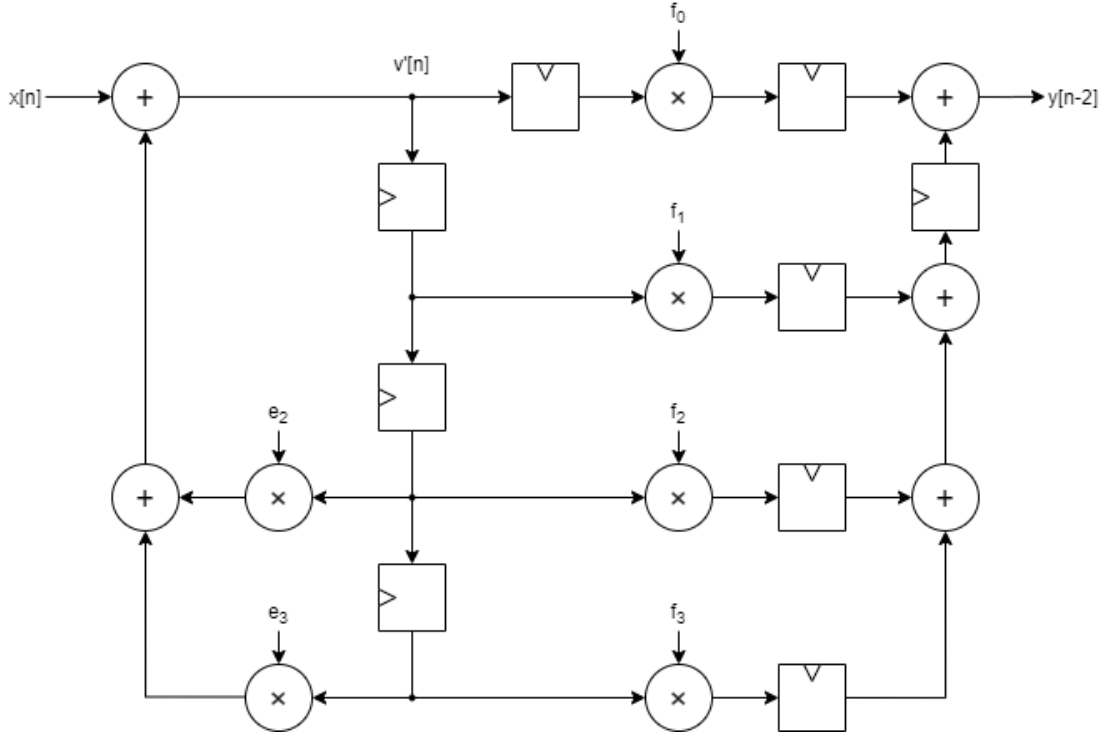 f₀
v'[n]
x[n]
+
×
+
y[n-2]
f₁
×
+
e₂
f₂
+
×
×
+
e₃
f₃
×
×